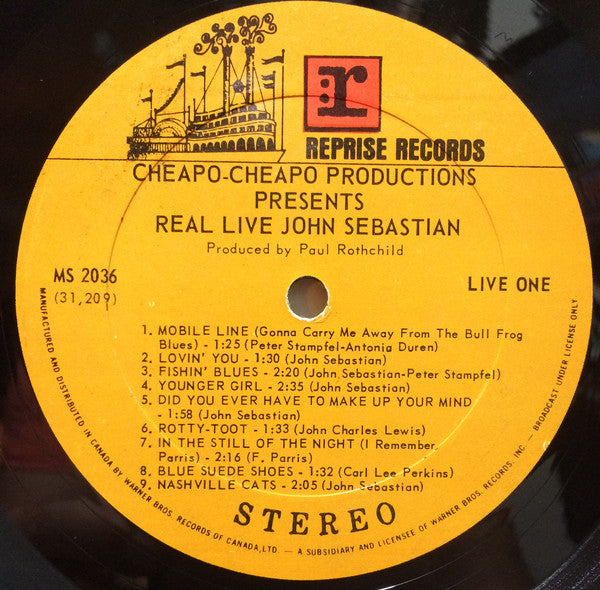 :r
REPRISE RECORDS
CHEAPO-CHEAPO PRODUCTIONS
PRESENTS
REAL LIVE JOHN SEBASTIAN
Produced by Paul Rothchild
MS 2036
(31,209)
LIVE ONE
1. MOBILE LINE (Gonna Carry Me Away From The Bull Frog
Blues) - 1:25 (Peter Stampfel-Antonia Duren)
2. LOVIN' YOU - 1:30 (John Sebastian)
3. FISHIN' BLUES - 2:20 (John Sebastian-Peter Stampfel)
4. YOUNGER GIRL - 2:35 (John Sebastian)
5. DID YOU EVER HAVE TO MAKE UP YOUR MIND
- 1:58 (John Sebastian)
6. ROTTY-TOOT - 1:33 (John Charles Lewis)
7. IN THE STILL OF THE NIGHT (I Remember
Parris) - 2:16 (F. Parris)
8. BLUE SUEDE SHOES - 1:32 (Carl Lee Perkins)
9. NASHVILLE CATS - 2:05 (John Sebastian)
STEREO
MANUFACTURED AND DISTRIBUTED IN CANADA BY WARNER BROS. RECORDS OF CANADA, LTD. — A SUBSIDIARY AND LICENSEE OF WARNER BROS. RECORDS, INC. — BROADCAST UNDER LICENSE ONLY.